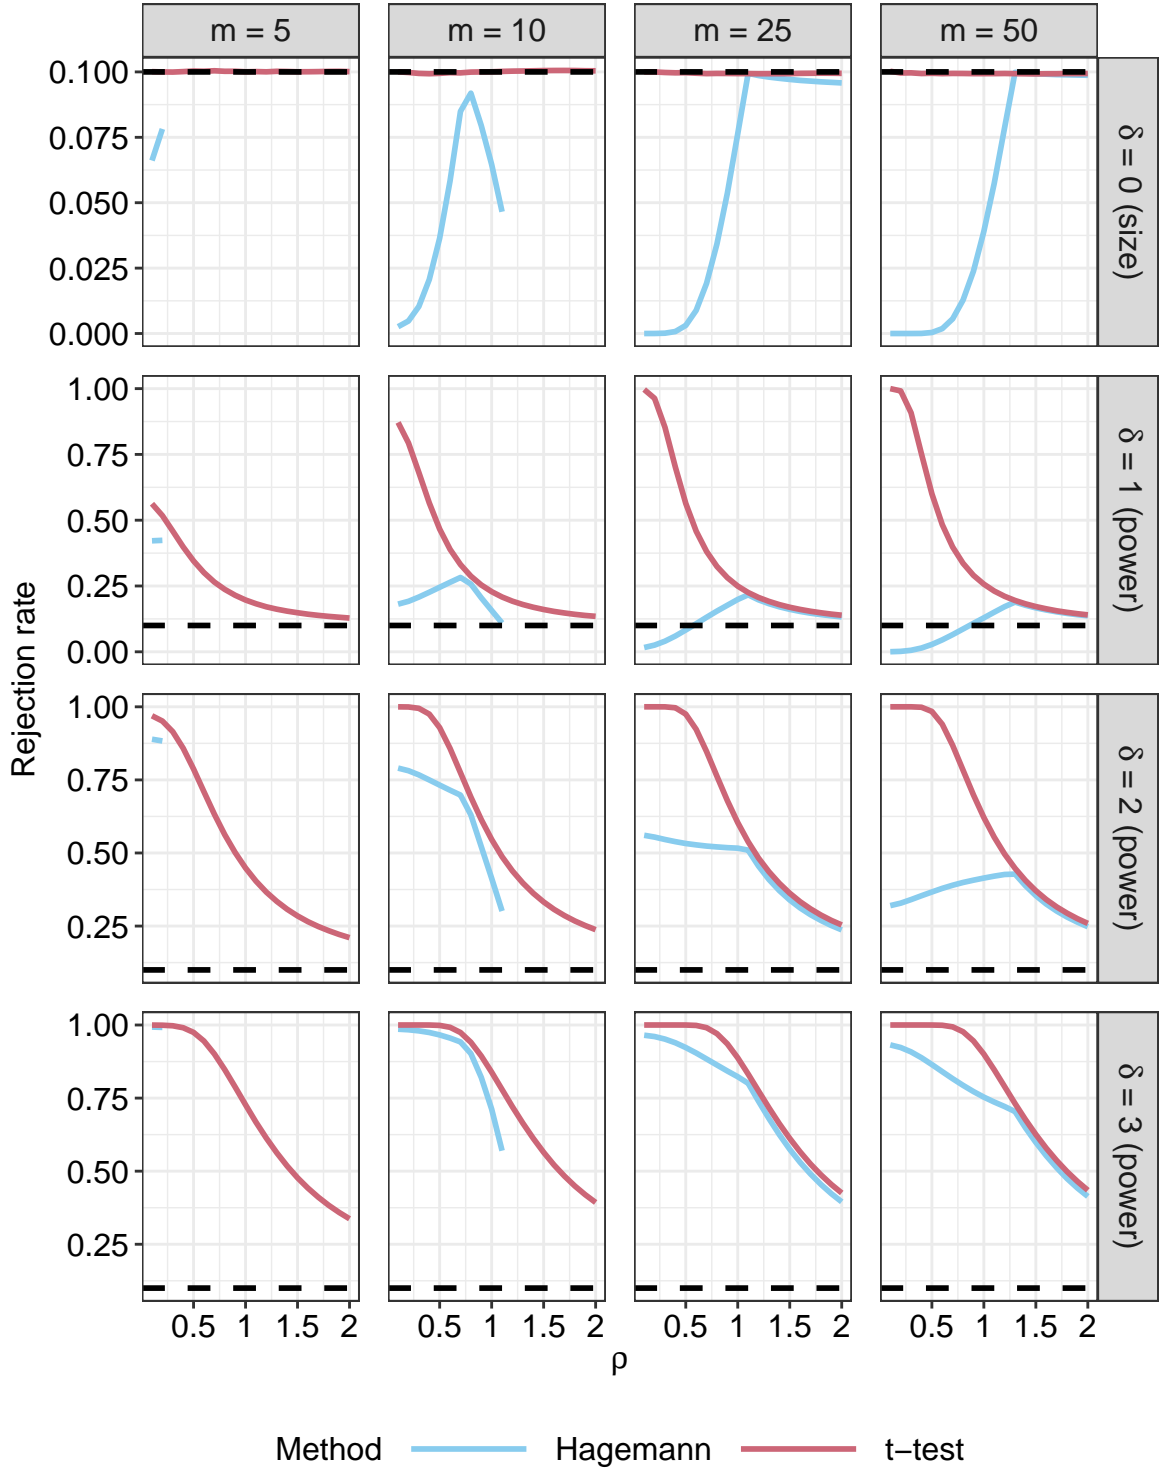 m = 5 m = 10 m = 25 m = 50
0.100
0.075
0.050
0.025
0.000
δ = 0 (size)
1.00
0.75
0.50
0.25
0.00
δ = 1 (power)
1.00
0.75
0.50
0.25
δ = 2 (power)
1.00
0.75
0.50
0.25
δ = 3 (power)
Rejection rate
0.5 1 1.5 2 0.5 1 1.5 2 0.5 1 1.5 2 0.5 1 1.5 2
ρ
Method Hagemann t−test